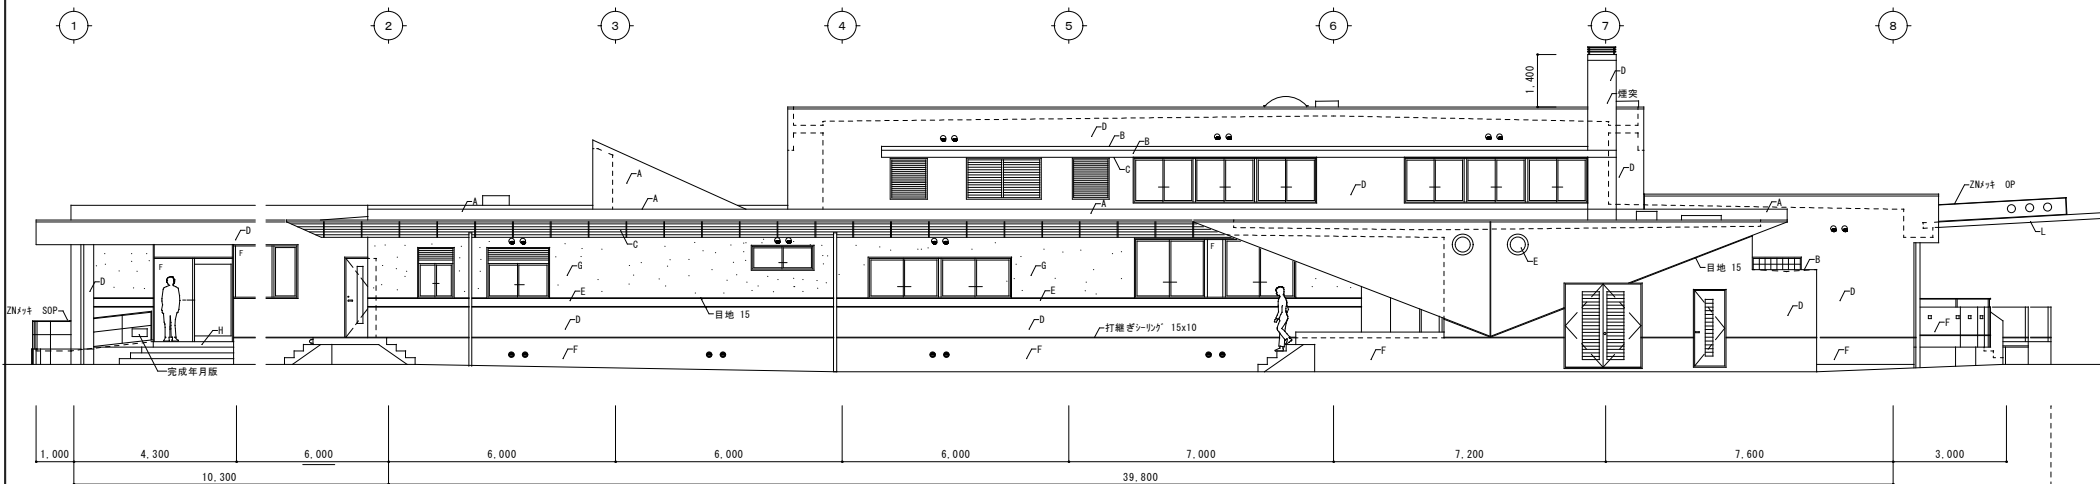 1 2 3 4 5 6 7 8
1,400
D
煙突
D
B
B
C
D
D
A
A
A
A
A
ZNメッキ OP
L
D
F
F
C
F
E
目地 15
B
G
G
D
E
E
目地 15
D
D
打継ぎシーリング 15x10
D
D
ZNメッキ SOP
H
完成年月版
F
F
F
F
F
1,000 4,300 6,000 6,000 6,000 6,000 7,000 7,200 7,600 3,000
10,300 39,800